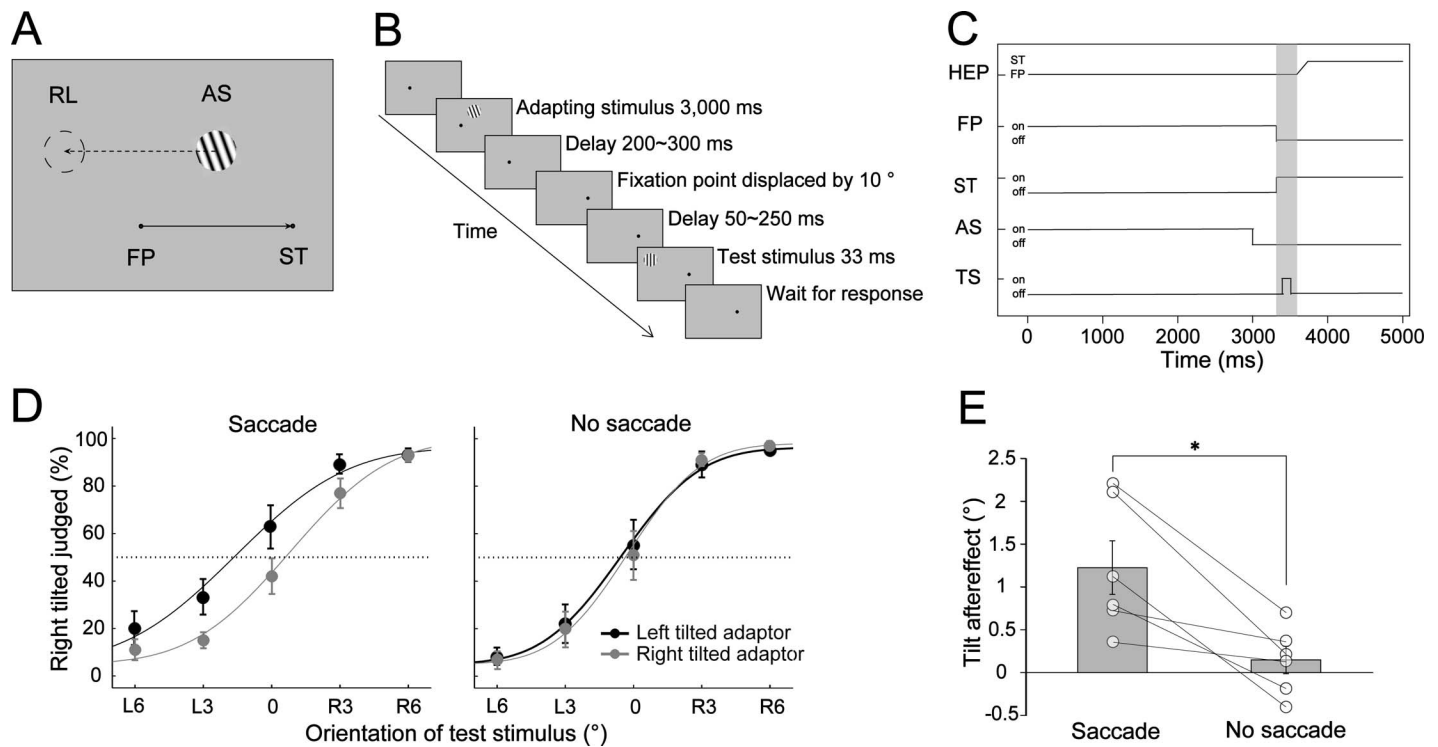 A
RL
AS
FP
ST
B
Adapting stimulus 3,000 ms
Delay 200~300 ms
Fixation point displaced by 10 °
Delay 50~250 ms
Time
Test stimulus 33 ms
Wait for response
C
HEP
ST
FP
FP
on
off
ST
on
off
AS
on
off
TS
on
off
0 1000 2000 3000 4000 5000
Time (ms)
D
Saccade
No saccade
Right tilted judged (%)
100
80
60
40
20
0
Left tilted adaptor
Right tilted adaptor
L6 L3 0 R3 R6
L6 L3 0 R3 R6
Orientation of test stimulus (°)
E
*
Tilt aftereffect (°)
2.5
2
1.5
1
0.5
0
-0.5
Saccade
No saccade